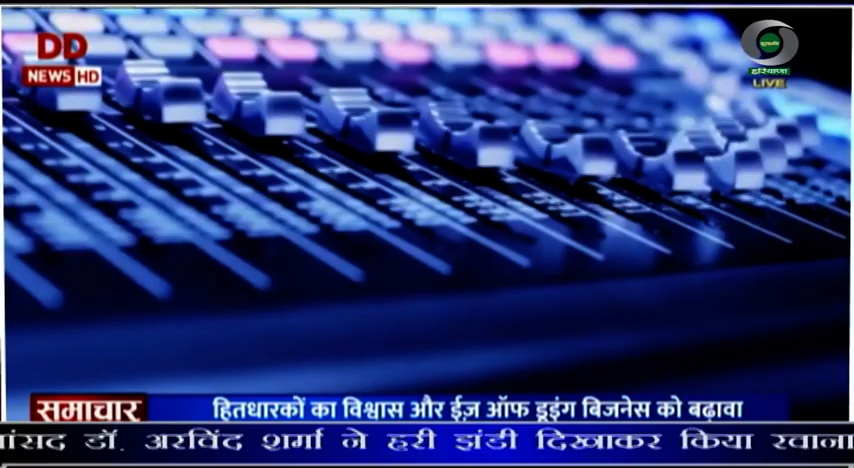 DD
NEWS HD
हरियाणा
LIVE
समाचार
हितधारकों का विश्वास और ईज़ ऑफ डूइंग बिजनेस को बढ़ावा
सांसद डॉ. अरविंद शर्मा ने हरी झंडी दिखाकर किया रवाना